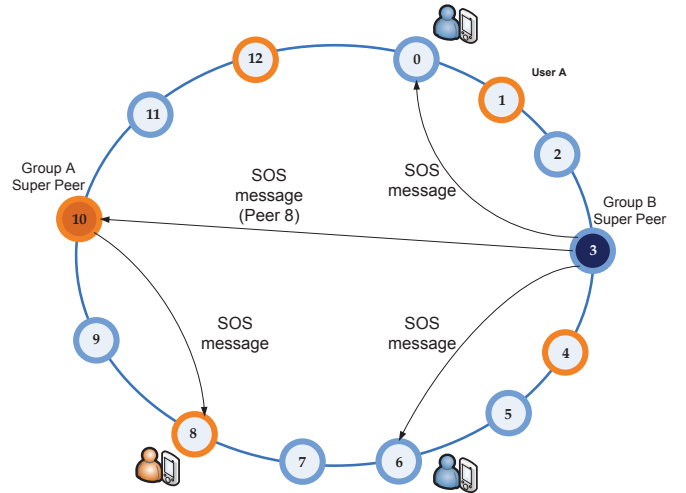 12
0
User A
1
11
2
Group A
Super Peer
SOS
message
(Peer 8)
SOS
message
Group B
Super Peer
10
3
SOS
message
SOS
message
9
4
5
8
7
6